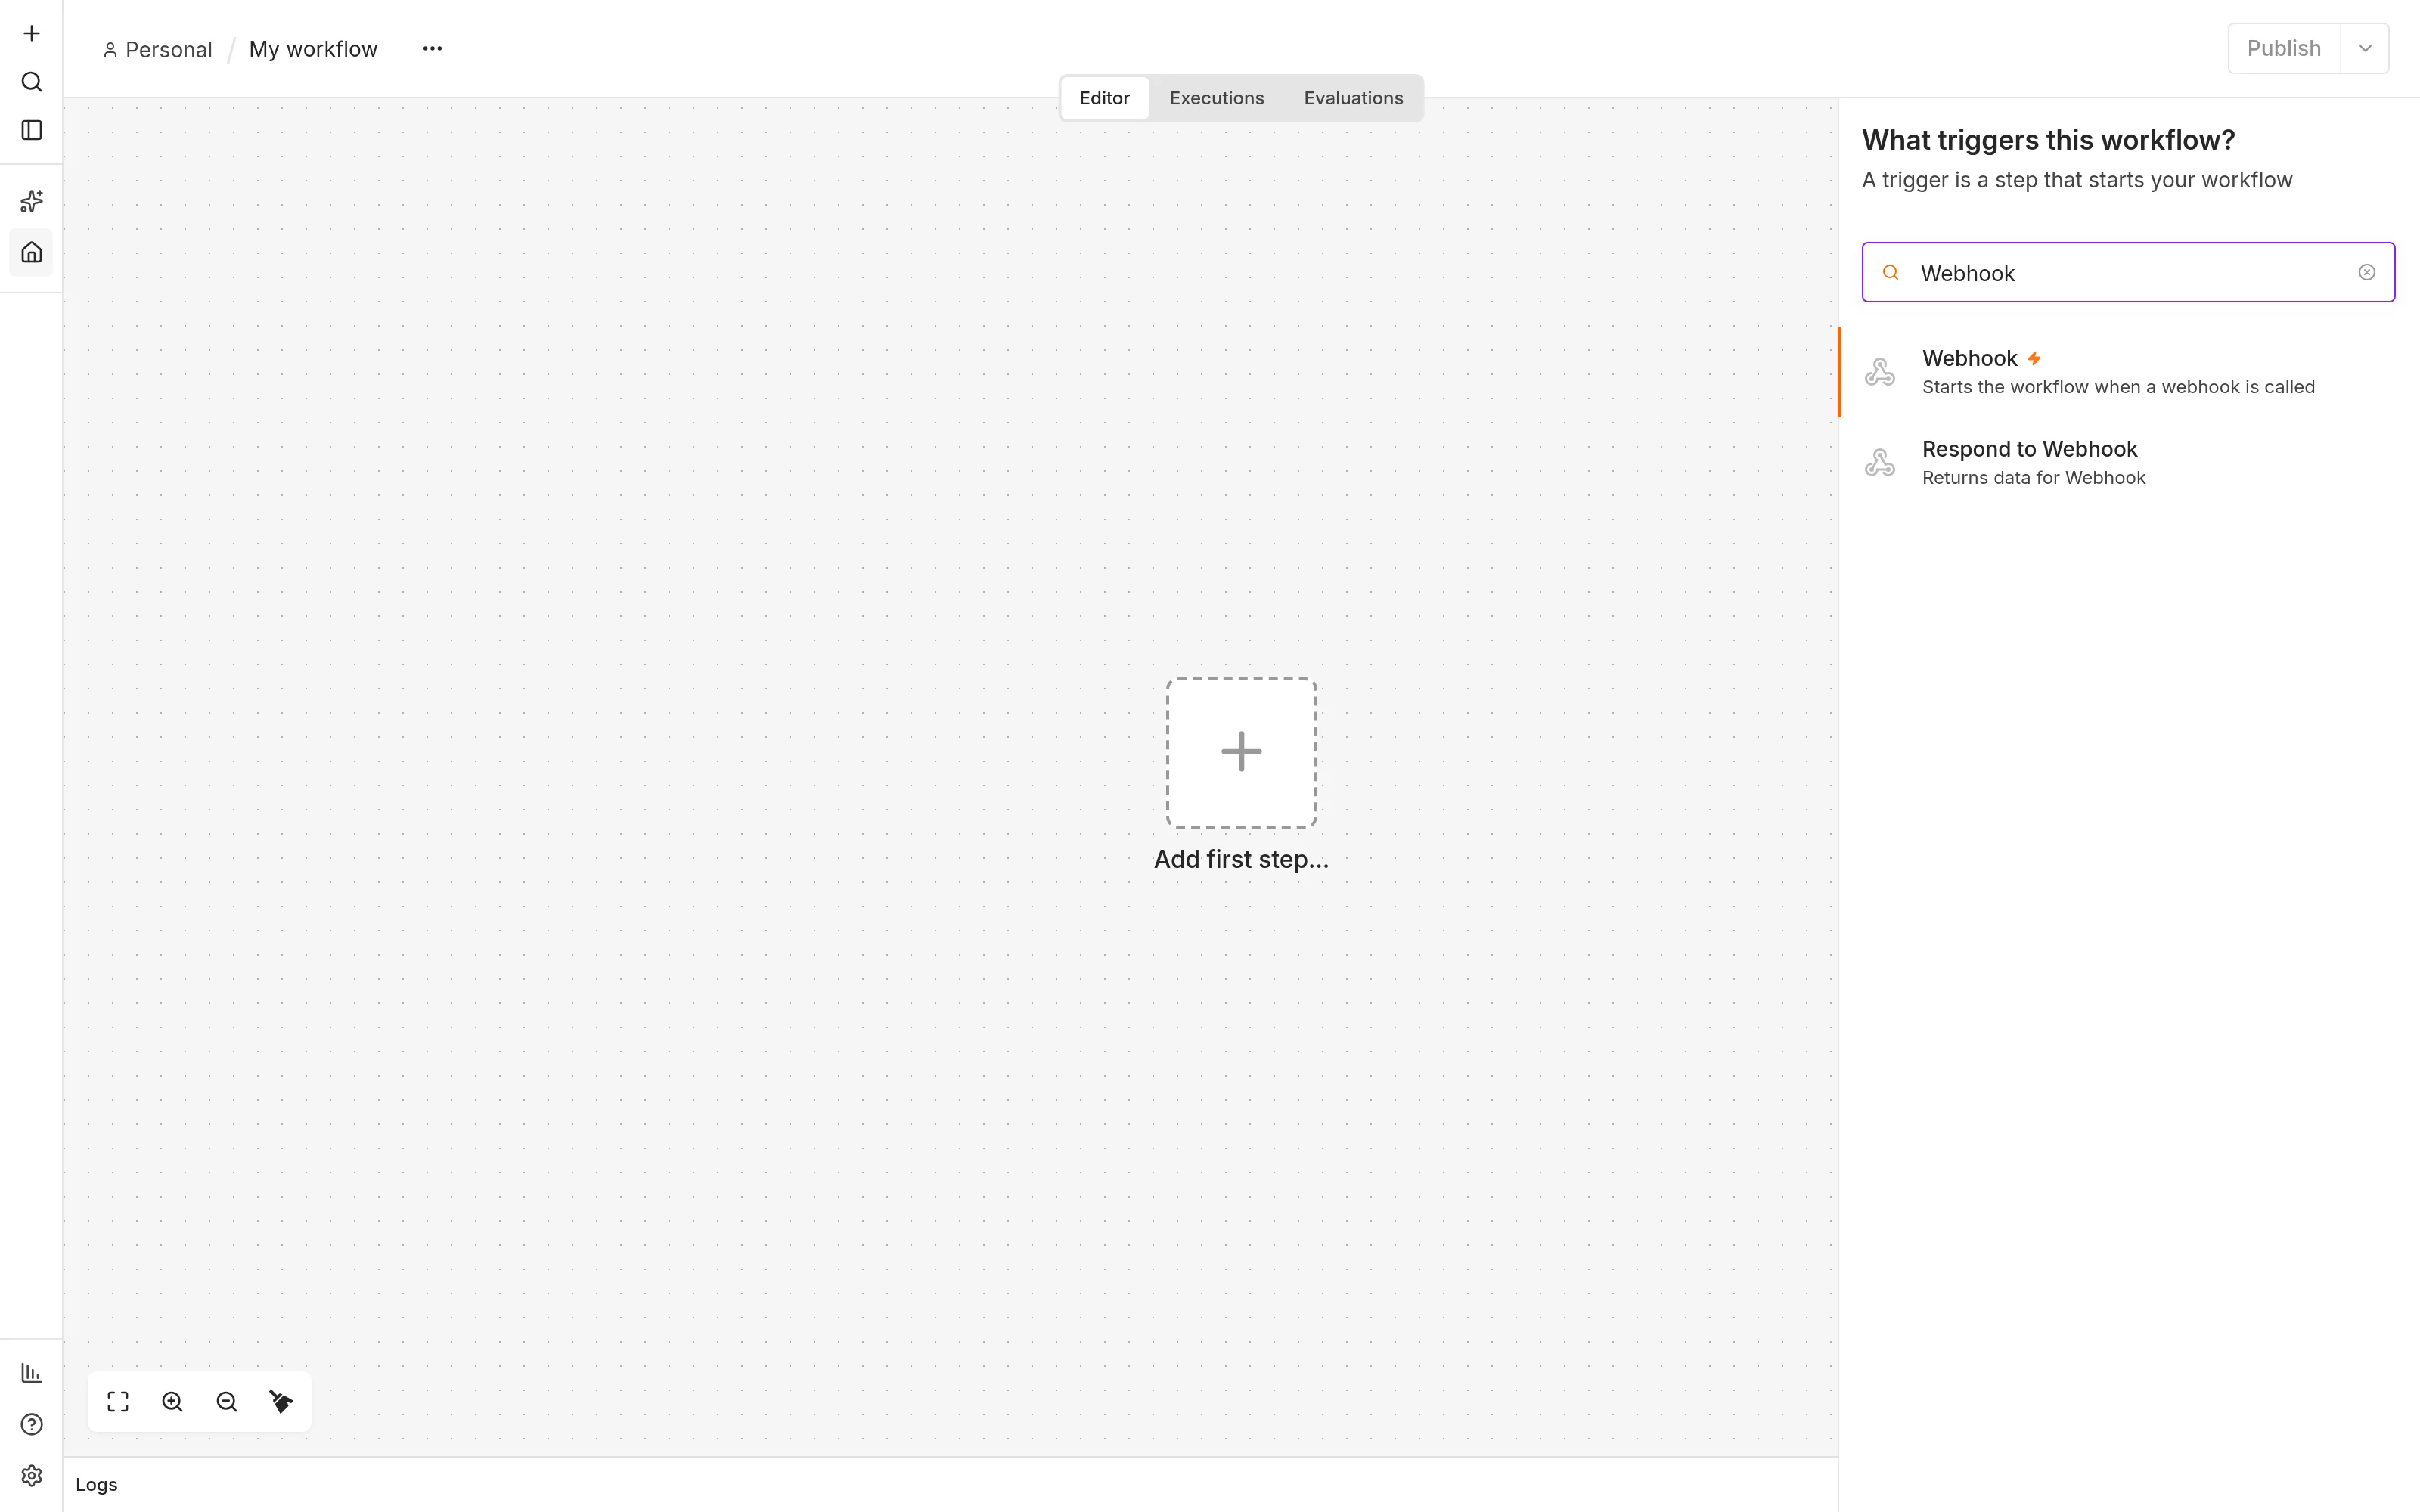 Personal / My workflow
Publish
Editor Executions Evaluations
What triggers this workflow?
A trigger is a step that starts your workflow
Webhook
Webhook
Starts the workflow when a webhook is called
Respond to Webhook
Returns data for Webhook
Add first step...
Logs